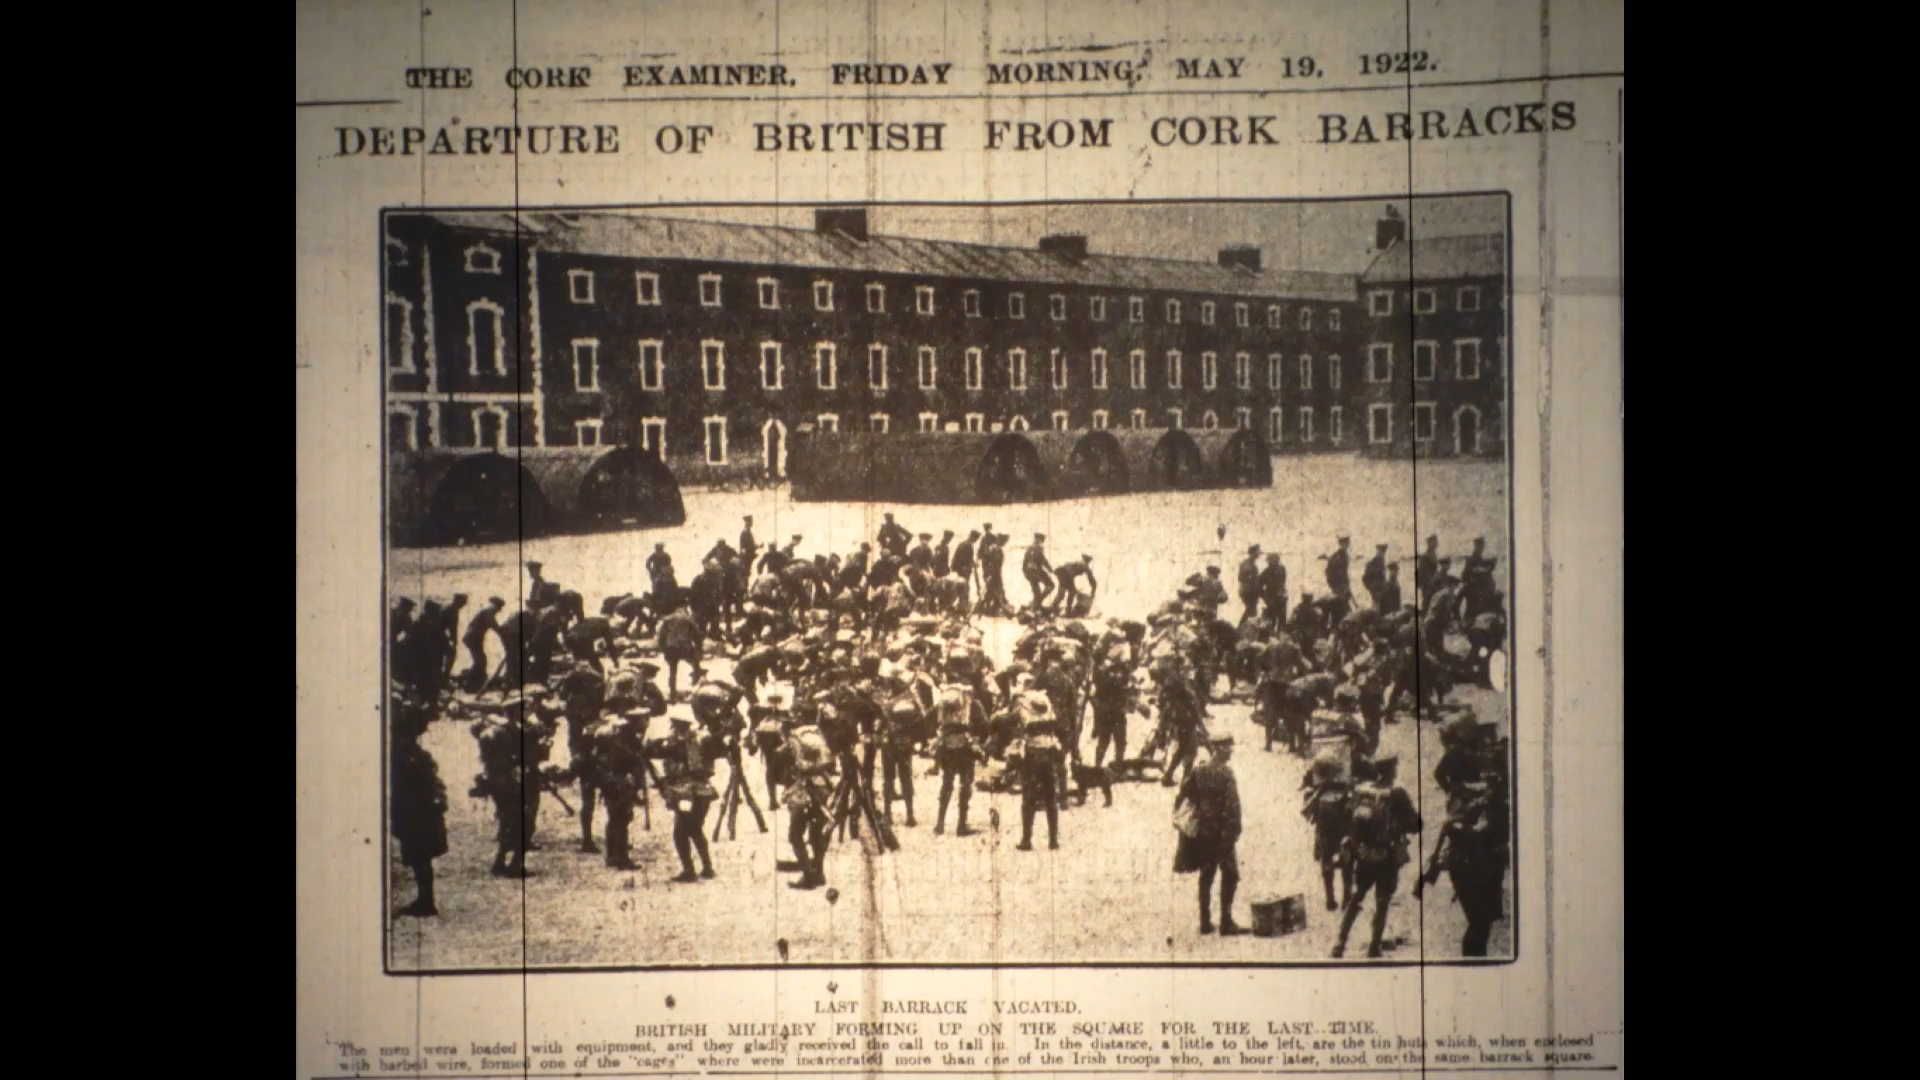 THE CORK EXAMINER, FRIDAY MORNING, MAY 19, 1922.
DEPARTURE OF BRITISH FROM CORK BARRACKS
LAST BARRACK VACATED.
BRITISH MILITARY FORMING UP ON THE SQUARE FOR THE LAST TIME.
The men were loaded with equipment, and they gladly received the call to fall in. In the distance, a little to the left, are the tin huts which, when enclosed
with barbed wire, formed one of the "cages" where were incarcerated more than one of the Irish troops who, an hour later, stood on the same barrack square.